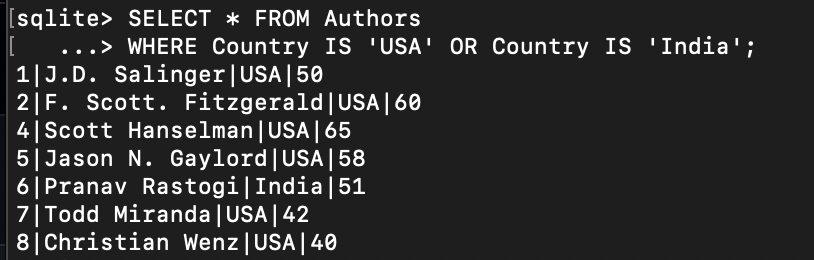 [sqlite> SELECT * FROM Authors
[   ...> WHERE Country IS 'USA' OR Country IS 'India';
1|J.D. Salinger|USA|50
2|F. Scott. Fitzgerald|USA|60
4|Scott Hanselman|USA|65
5|Jason N. Gaylord|USA|58
6|Pranav Rastogi|India|51
7|Todd Miranda|USA|42
8|Christian Wenz|USA|40